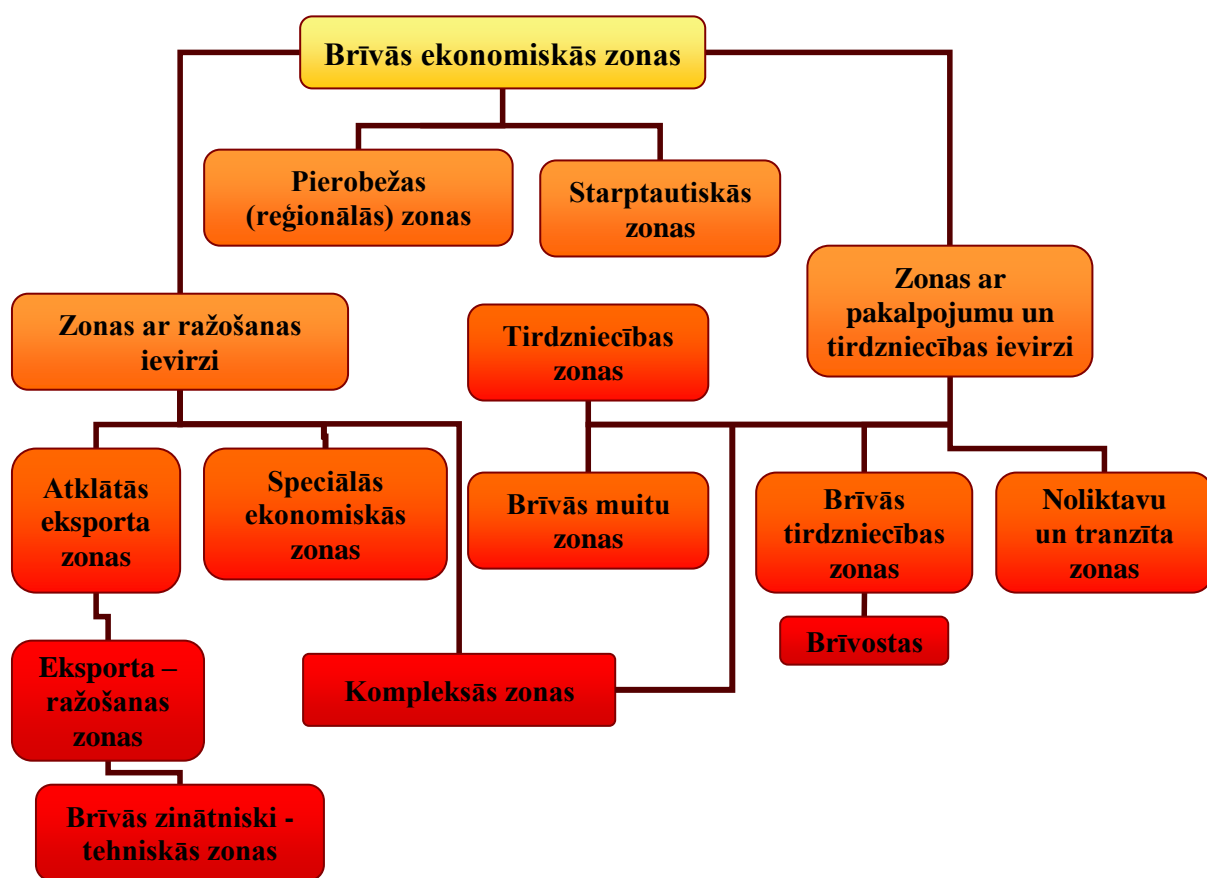 Brīvās ekonomiskās zonas
Pierobežas
(reģionālās) zonas
Starptautiskās
zonas
Zonas ar ražošanas
ievirzi
Tirdzniecības
zonas
Zonas ar
pakalpojumu un
tirdzniecības ievirzi
Atklātās
eksporta
zonas
Speciālās
ekonomiskās
zonas
Brīvās muitu
zonas
Brīvās
tirdzniecības
zonas
Noliktavu
un tranzīta
zonas
Eksporta –
ražošanas
zonas
Kompleksās zonas
Brīvostas
Brīvās zinātniski -
tehniskās zonas